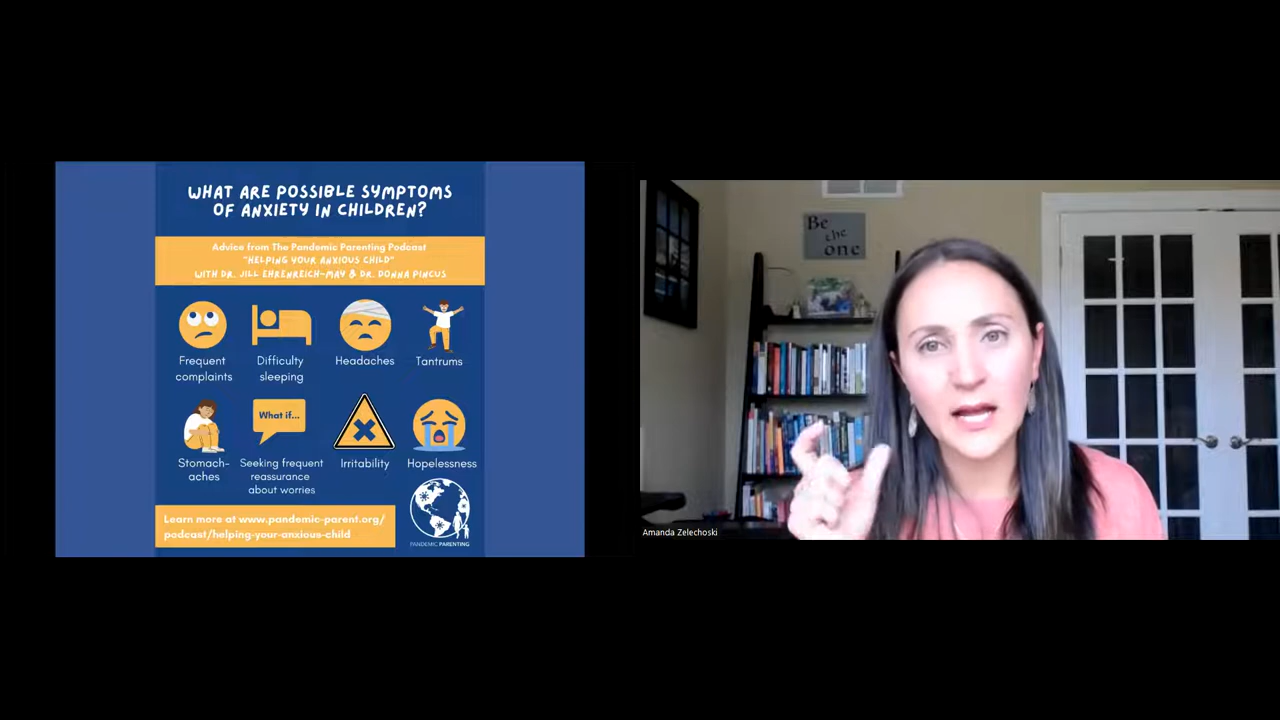 WHAT ARE POSSIBLE SYMPTOMS
OF ANXIETY IN CHILDREN?
Advice from The Pandemic Parenting Podcast
"HELPING YOUR ANXIOUS CHILD"
WITH DR. JILL EHRENREICH-MAY & DR. DONNA PINCUS
Frequent
complaints
Difficulty
sleeping
Headaches
Tantrums
What if...
Stomach-
aches
Seeking frequent
reassurance
about worries
Irritability
Hopelessness
Learn more at www.pandemic-parent.org/
podcast/helping-your-anxious-child
PANDEMIC PARENTING
Be
the
one
Amanda Zelechoski